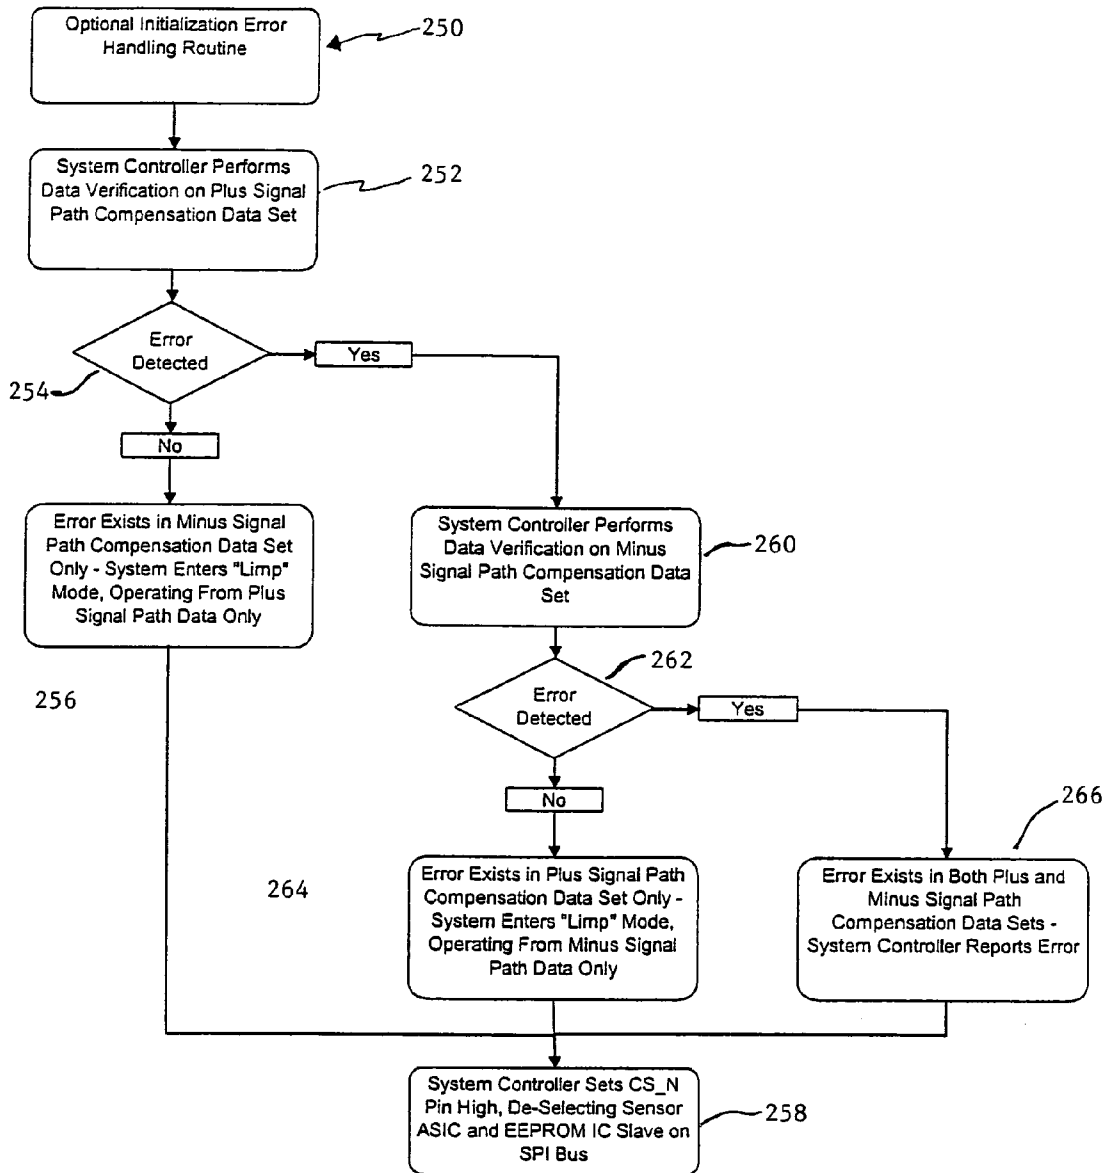 Optional Initialization Error
Handling Routine
250
System Controller Performs
Data Verification on Plus Signal
Path Compensation Data Set
252
Error
Detected
Yes
254
No
Error Exists in Minus Signal
Path Compensation Data Set
Only - System Enters "Limp"
Mode, Operating From Plus
Signal Path Data Only
System Controller Performs
Data Verification on Minus
Signal Path Compensation Data
Set
260
256
262
Error
Detected
Yes
No
266
264
Error Exists in Plus Signal Path
Compensation Data Set Only -
System Enters "Limp" Mode,
Operating From Minus Signal
Path Data Only
Error Exists in Both Plus and
Minus Signal Path
Compensation Data Sets -
System Controller Reports Error
System Controller Sets CS_N
Pin High, De-Selecting Sensor
ASIC and EEPROM IC Slave on
SPI Bus
258